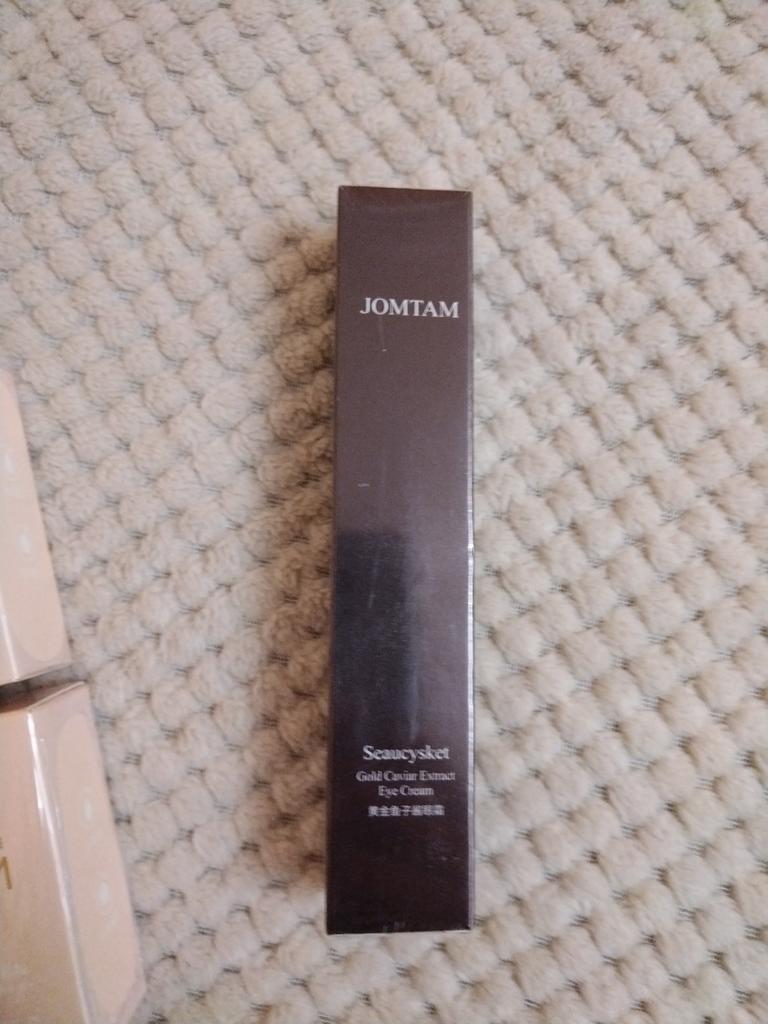 JOMTAM
Seaucysket
Gold Caviar Extract
Eye Cream
黄金鱼子酱眼霜